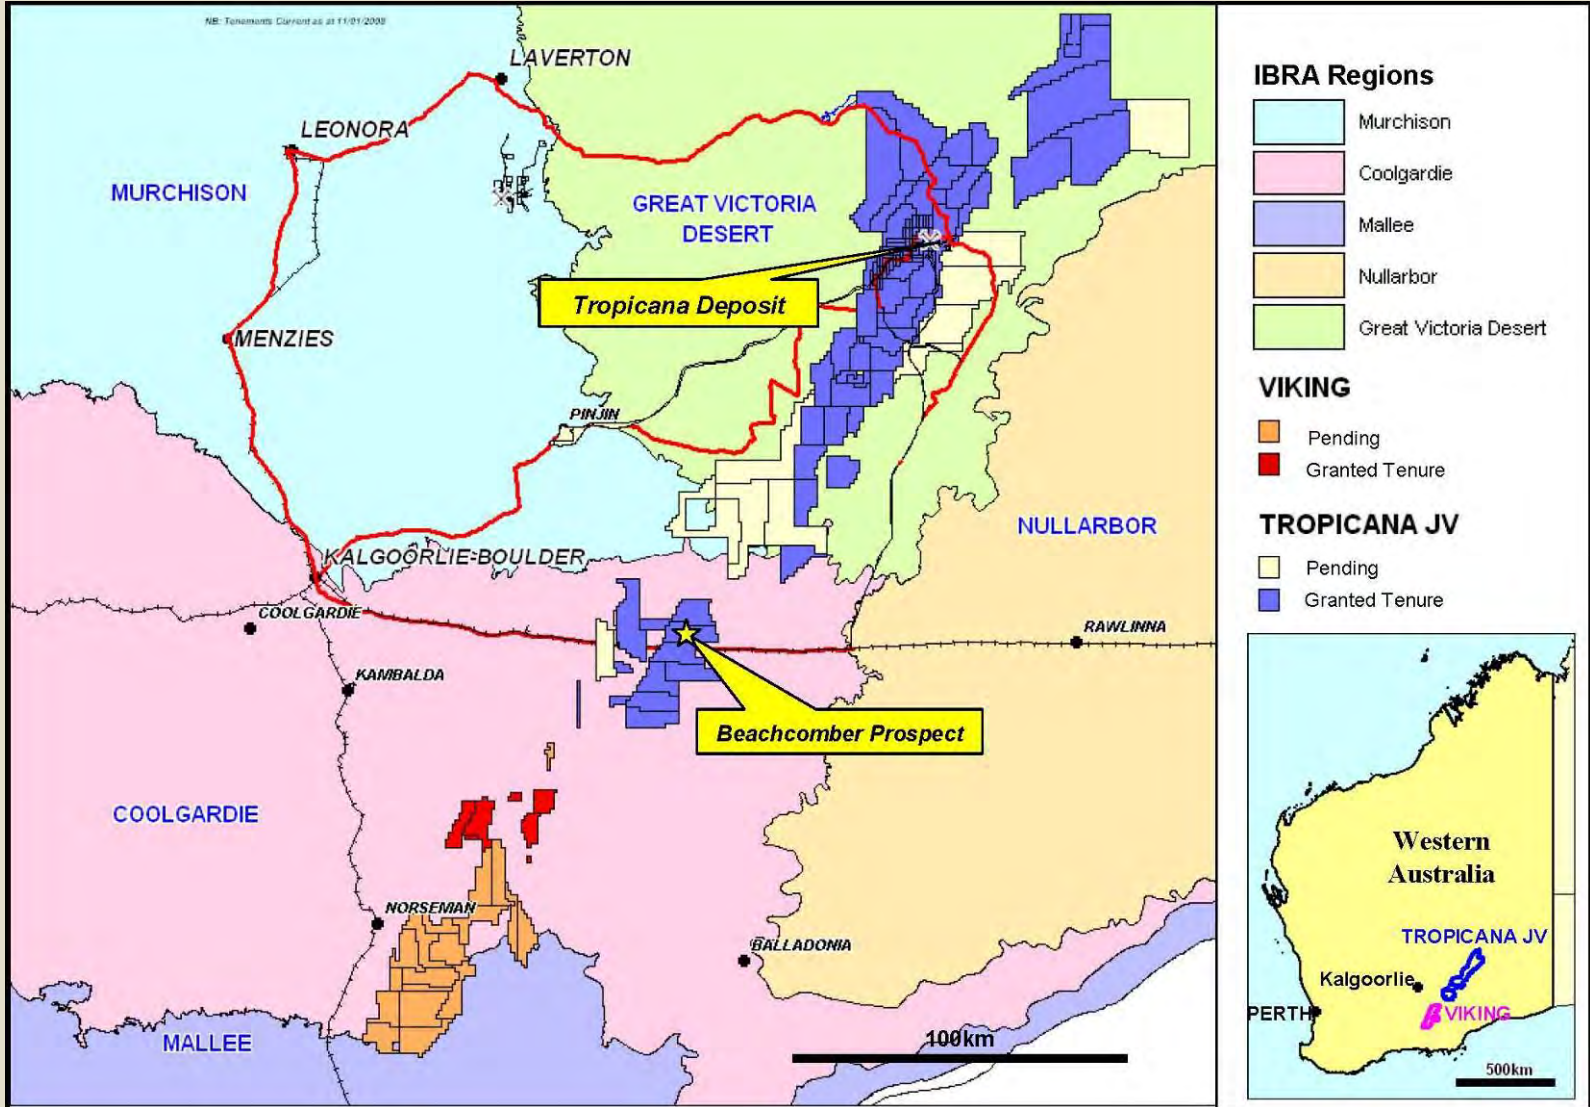 NB: Tenements Current as at 11/01/2008
LAVERTON
LEONORA
MURCHISON
GREAT VICTORIA
DESERT
Tropicana Deposit
MENZIES
PINJIN
NULLARBOR
KALGOORLIE-BOULDER
COOLGARDIE
RAWLINNA
KAMBALDA
Beachcomber Prospect
COOLGARDIE
NORSEMAN
BALLADONIA
MALLEE
100km
IBRA Regions
Murchison
Coolgardie
Mallee
Nullarbor
Great Victoria Desert
VIKING
Pending
Granted Tenure
TROPICANA JV
Pending
Granted Tenure
Western
Australia
TROPICANA JV
Kalgoorlie
PERTH
VIKING
500km